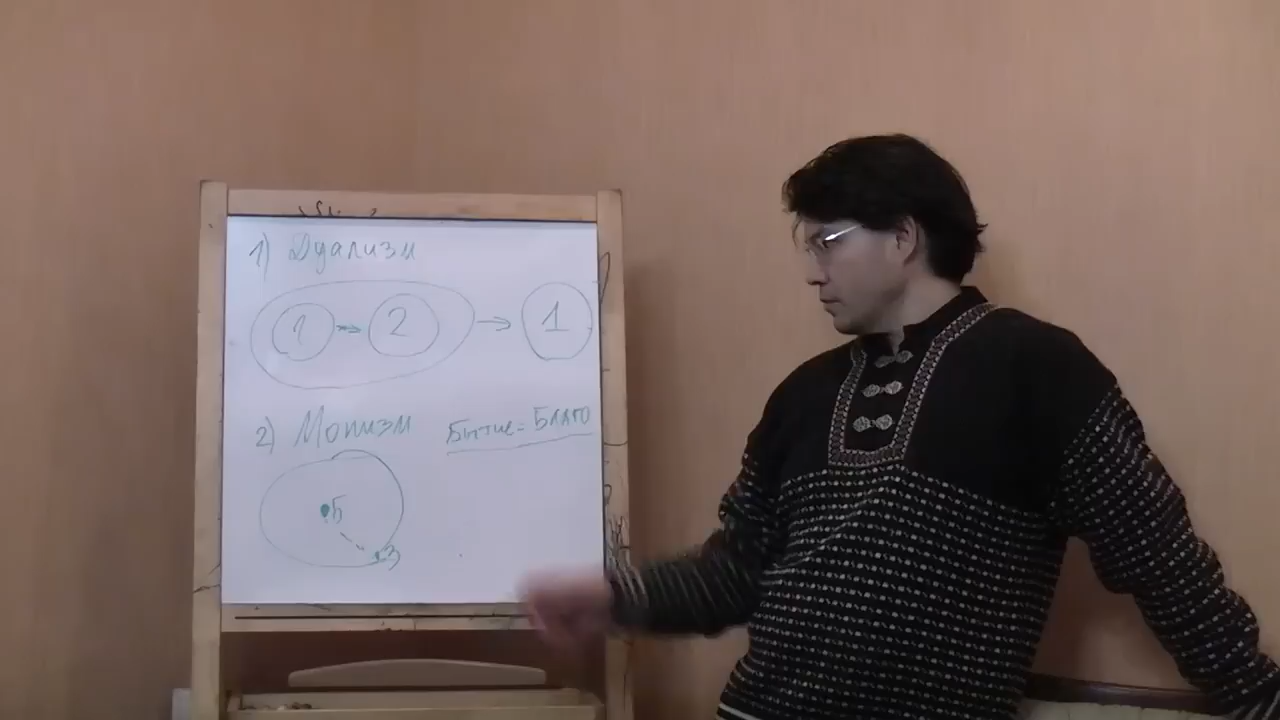 1) Дуализм
1 → 2 → 1
2) Монизм Бытие = Благо
Б
З